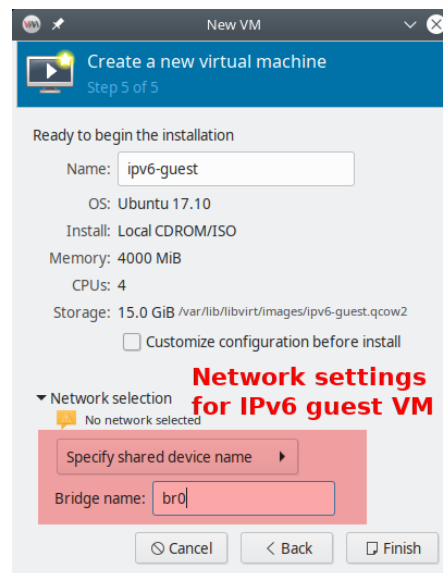 New VM
Create a new virtual machine
Step 5 of 5
Ready to begin the installation
Name: ipv6-guest
OS: Ubuntu 17.10
Install: Local CDROM/ISO
Memory: 4000 MiB
CPUs: 4
Storage: 15.0 GiB /var/lib/libvirt/images/ipv6-guest.qcow2
Customize configuration before install
Network settings
for IPv6 guest VM
Network selection
No network selected
Specify shared device name
Bridge name: br0
Cancel < Back Finish